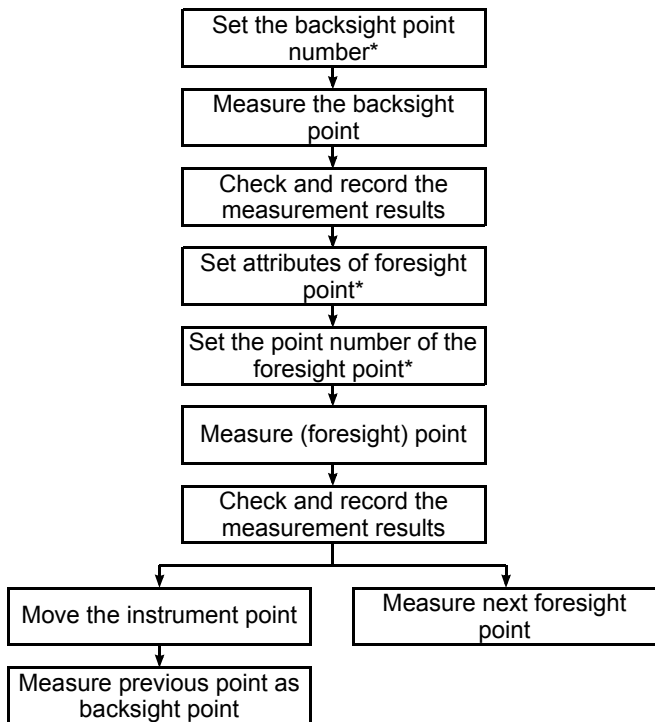 Set the backsight point
number*
Measure the backsight
point
Check and record the
measurement results
Set attributes of foresight
point*
Set the point number of the
foresight point*
Measure (foresight) point
Check and record the
measurement results
Move the instrument point
Measure next foresight
point
Measure previous point as
backsight point